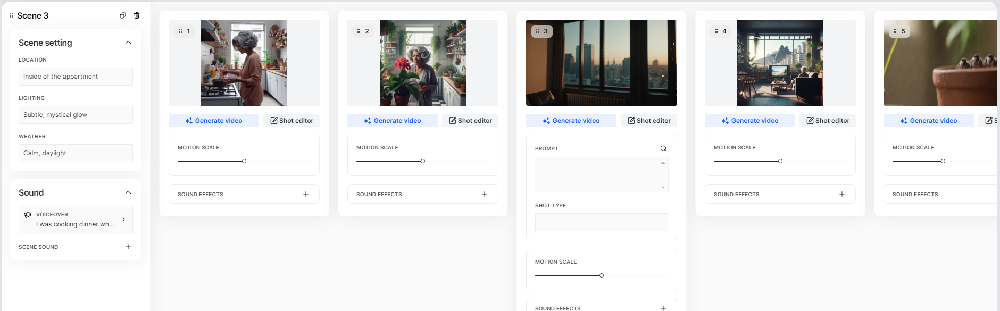 Scene 3
Scene setting
LOCATION
Inside of the appartment
LIGHTING
Subtle, mystical glow
WEATHER
Calm, daylight
Sound
VOICEOVER
I was cooking dinner wh...
SCENE SOUND
1
Generate video
Shot editor
MOTION SCALE
SOUND EFFECTS
2
Generate video
Shot editor
MOTION SCALE
SOUND EFFECTS
3
Generate video
Shot editor
PROMPT
SHOT TYPE
MOTION SCALE
SOUND EFFECTS
4
Generate video
Shot editor
MOTION SCALE
SOUND EFFECTS
5
Generate video
MOTION SCALE
SOUND EFFECTS